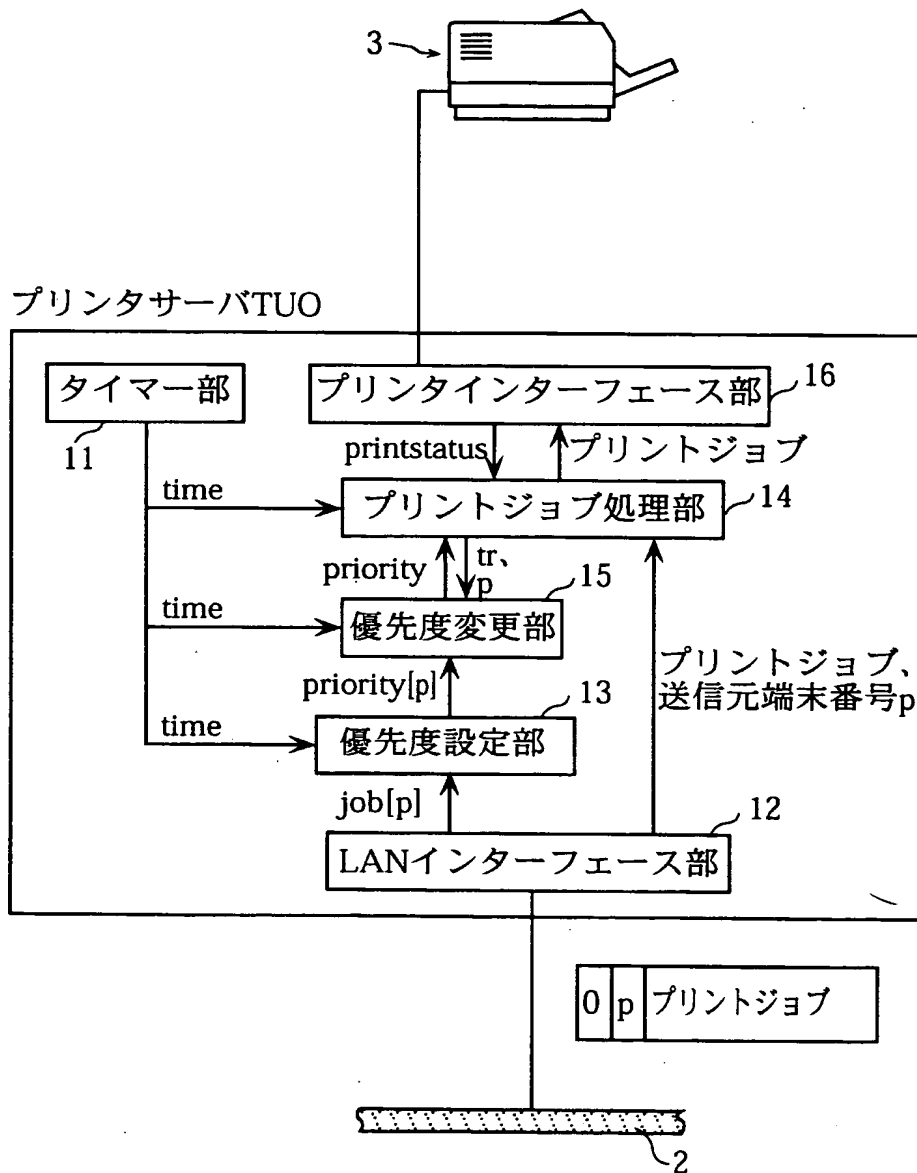 3
プリンタサーバTU0
タイマー部
11
プリンタインターフェース部
16
printstatus
プリントジョブ
time
プリントジョブ処理部
14
priority
tr、
p
15
time
優先度変更部
プリントジョブ、
送信元端末番号p
priority[p]
13
time
優先度設定部
job[p]
12
LANインターフェース部
0 p プリントジョブ
2